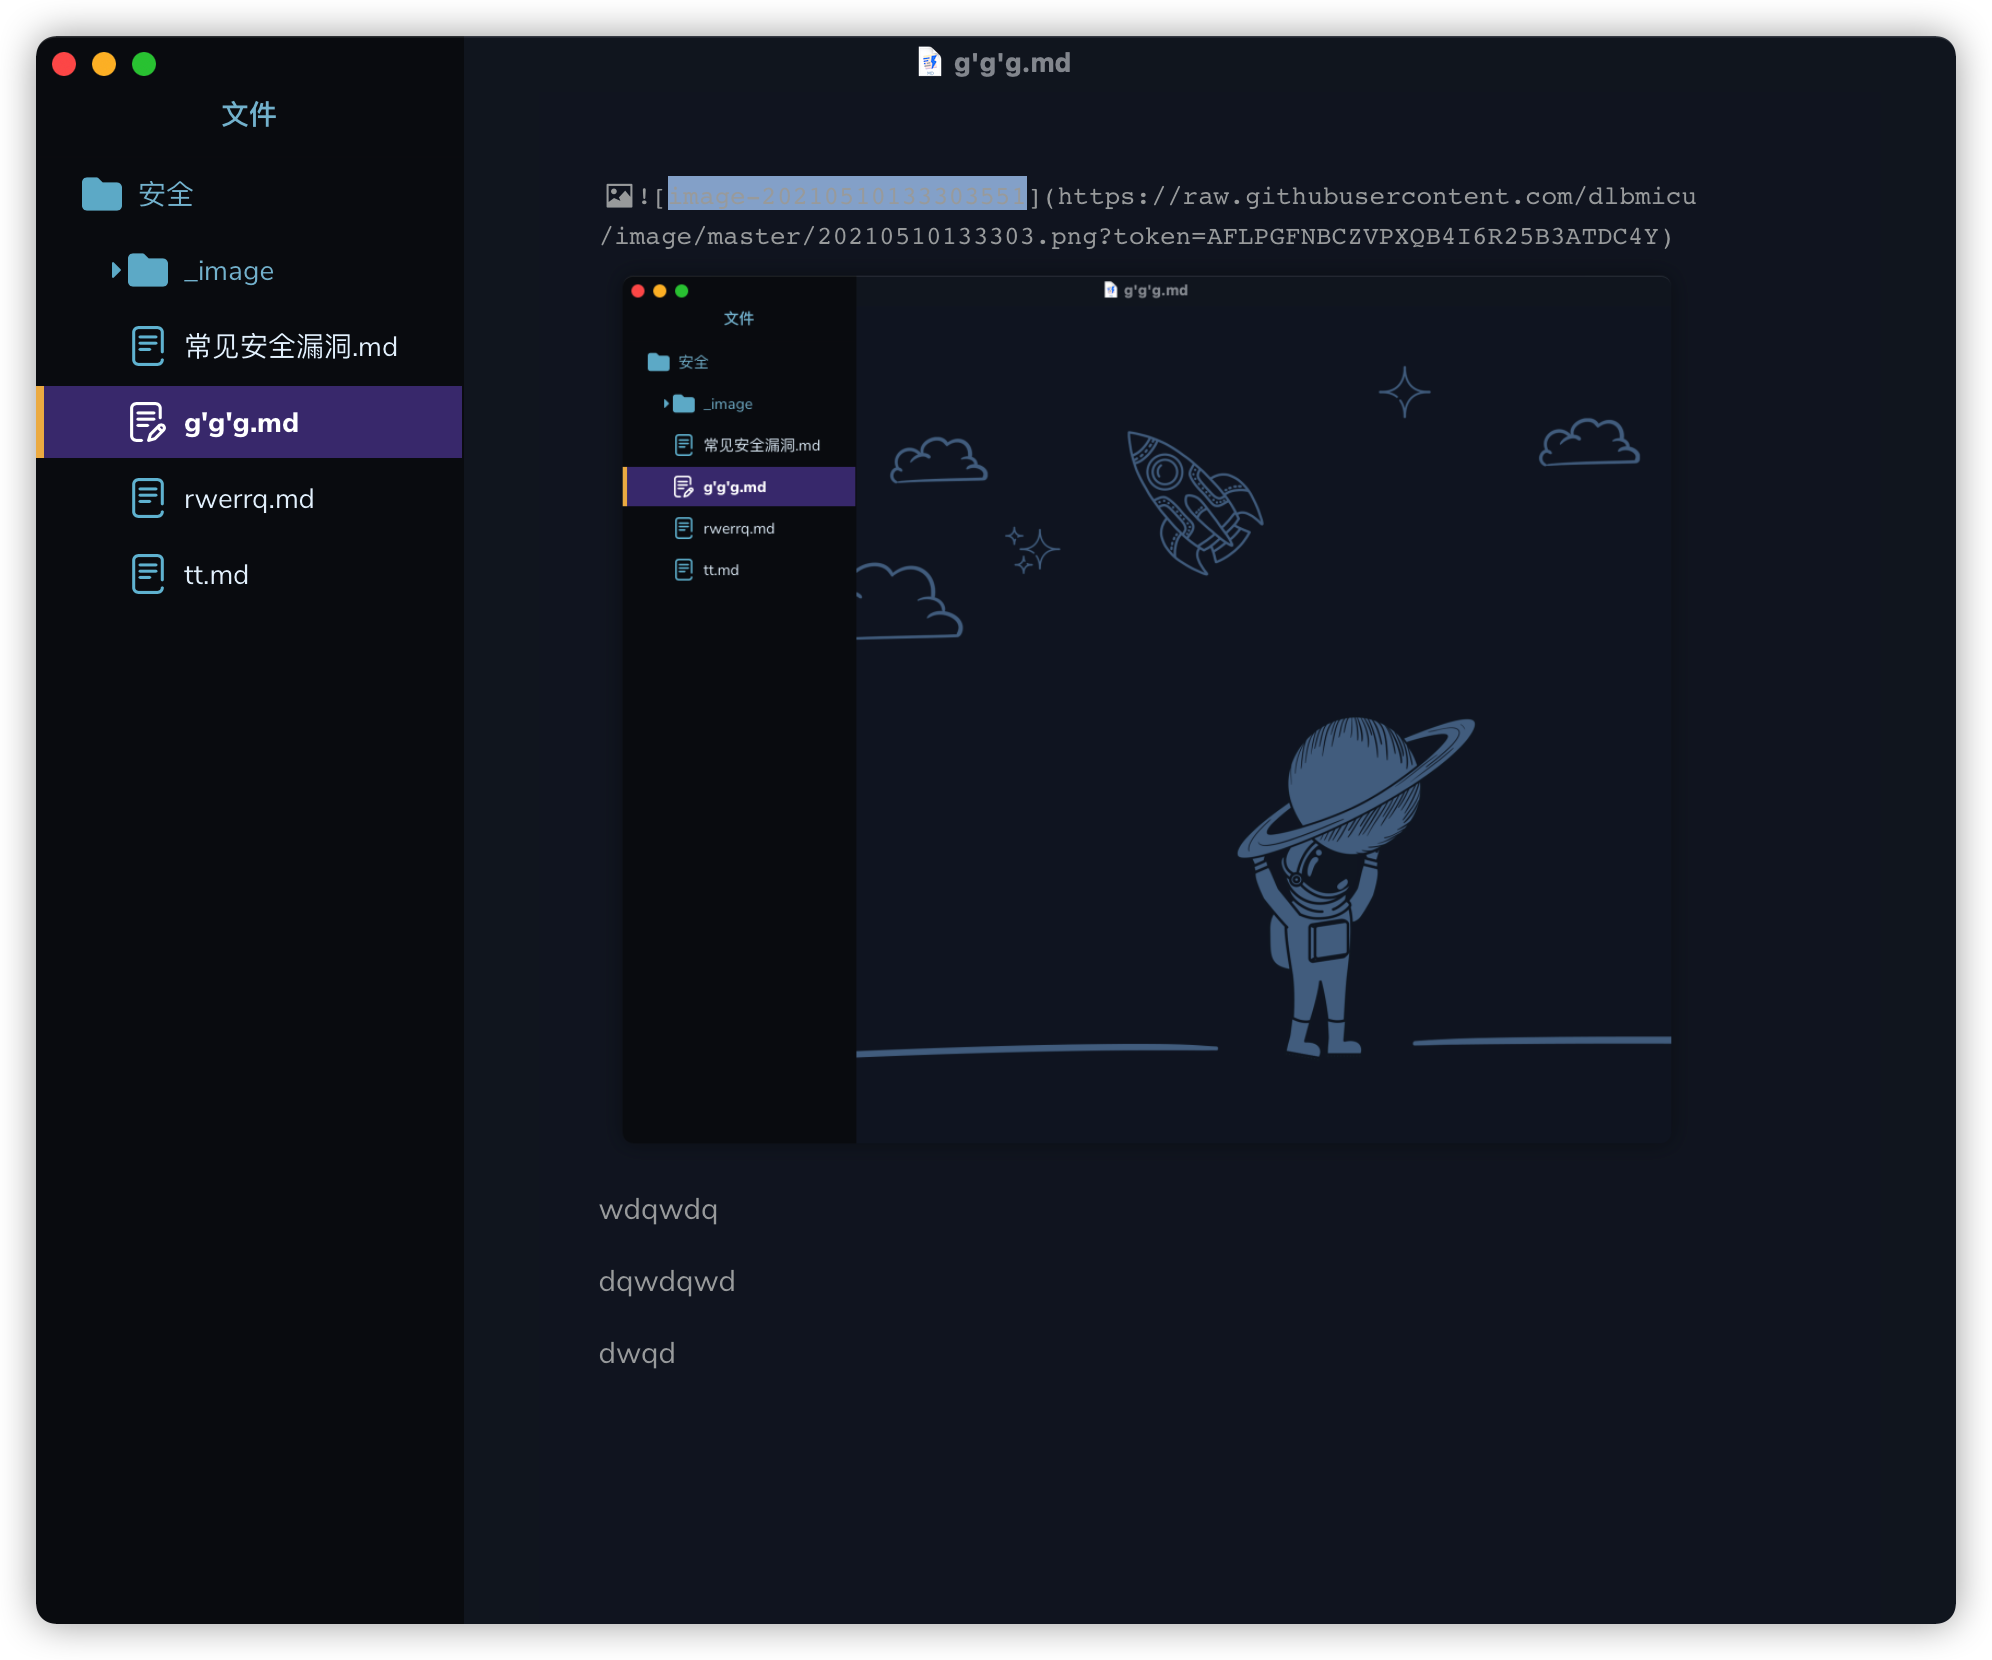 g'g'g.md
文件
安全
_image
常见安全漏洞.md
g'g'g.md
rwerrq.md
tt.md
![image-20210510133303551](https://raw.githubusercontent.com/dlbmicu
/image/master/20210510133303.png?token=AFLPGFNBCZVPXQB4I6R25B3ATDC4Y)
g'g'g.md
文件
安全
_image
常见安全漏洞.md
g'g'g.md
rwerrq.md
tt.md
wdqwdq
dqwdqwd
dwqd